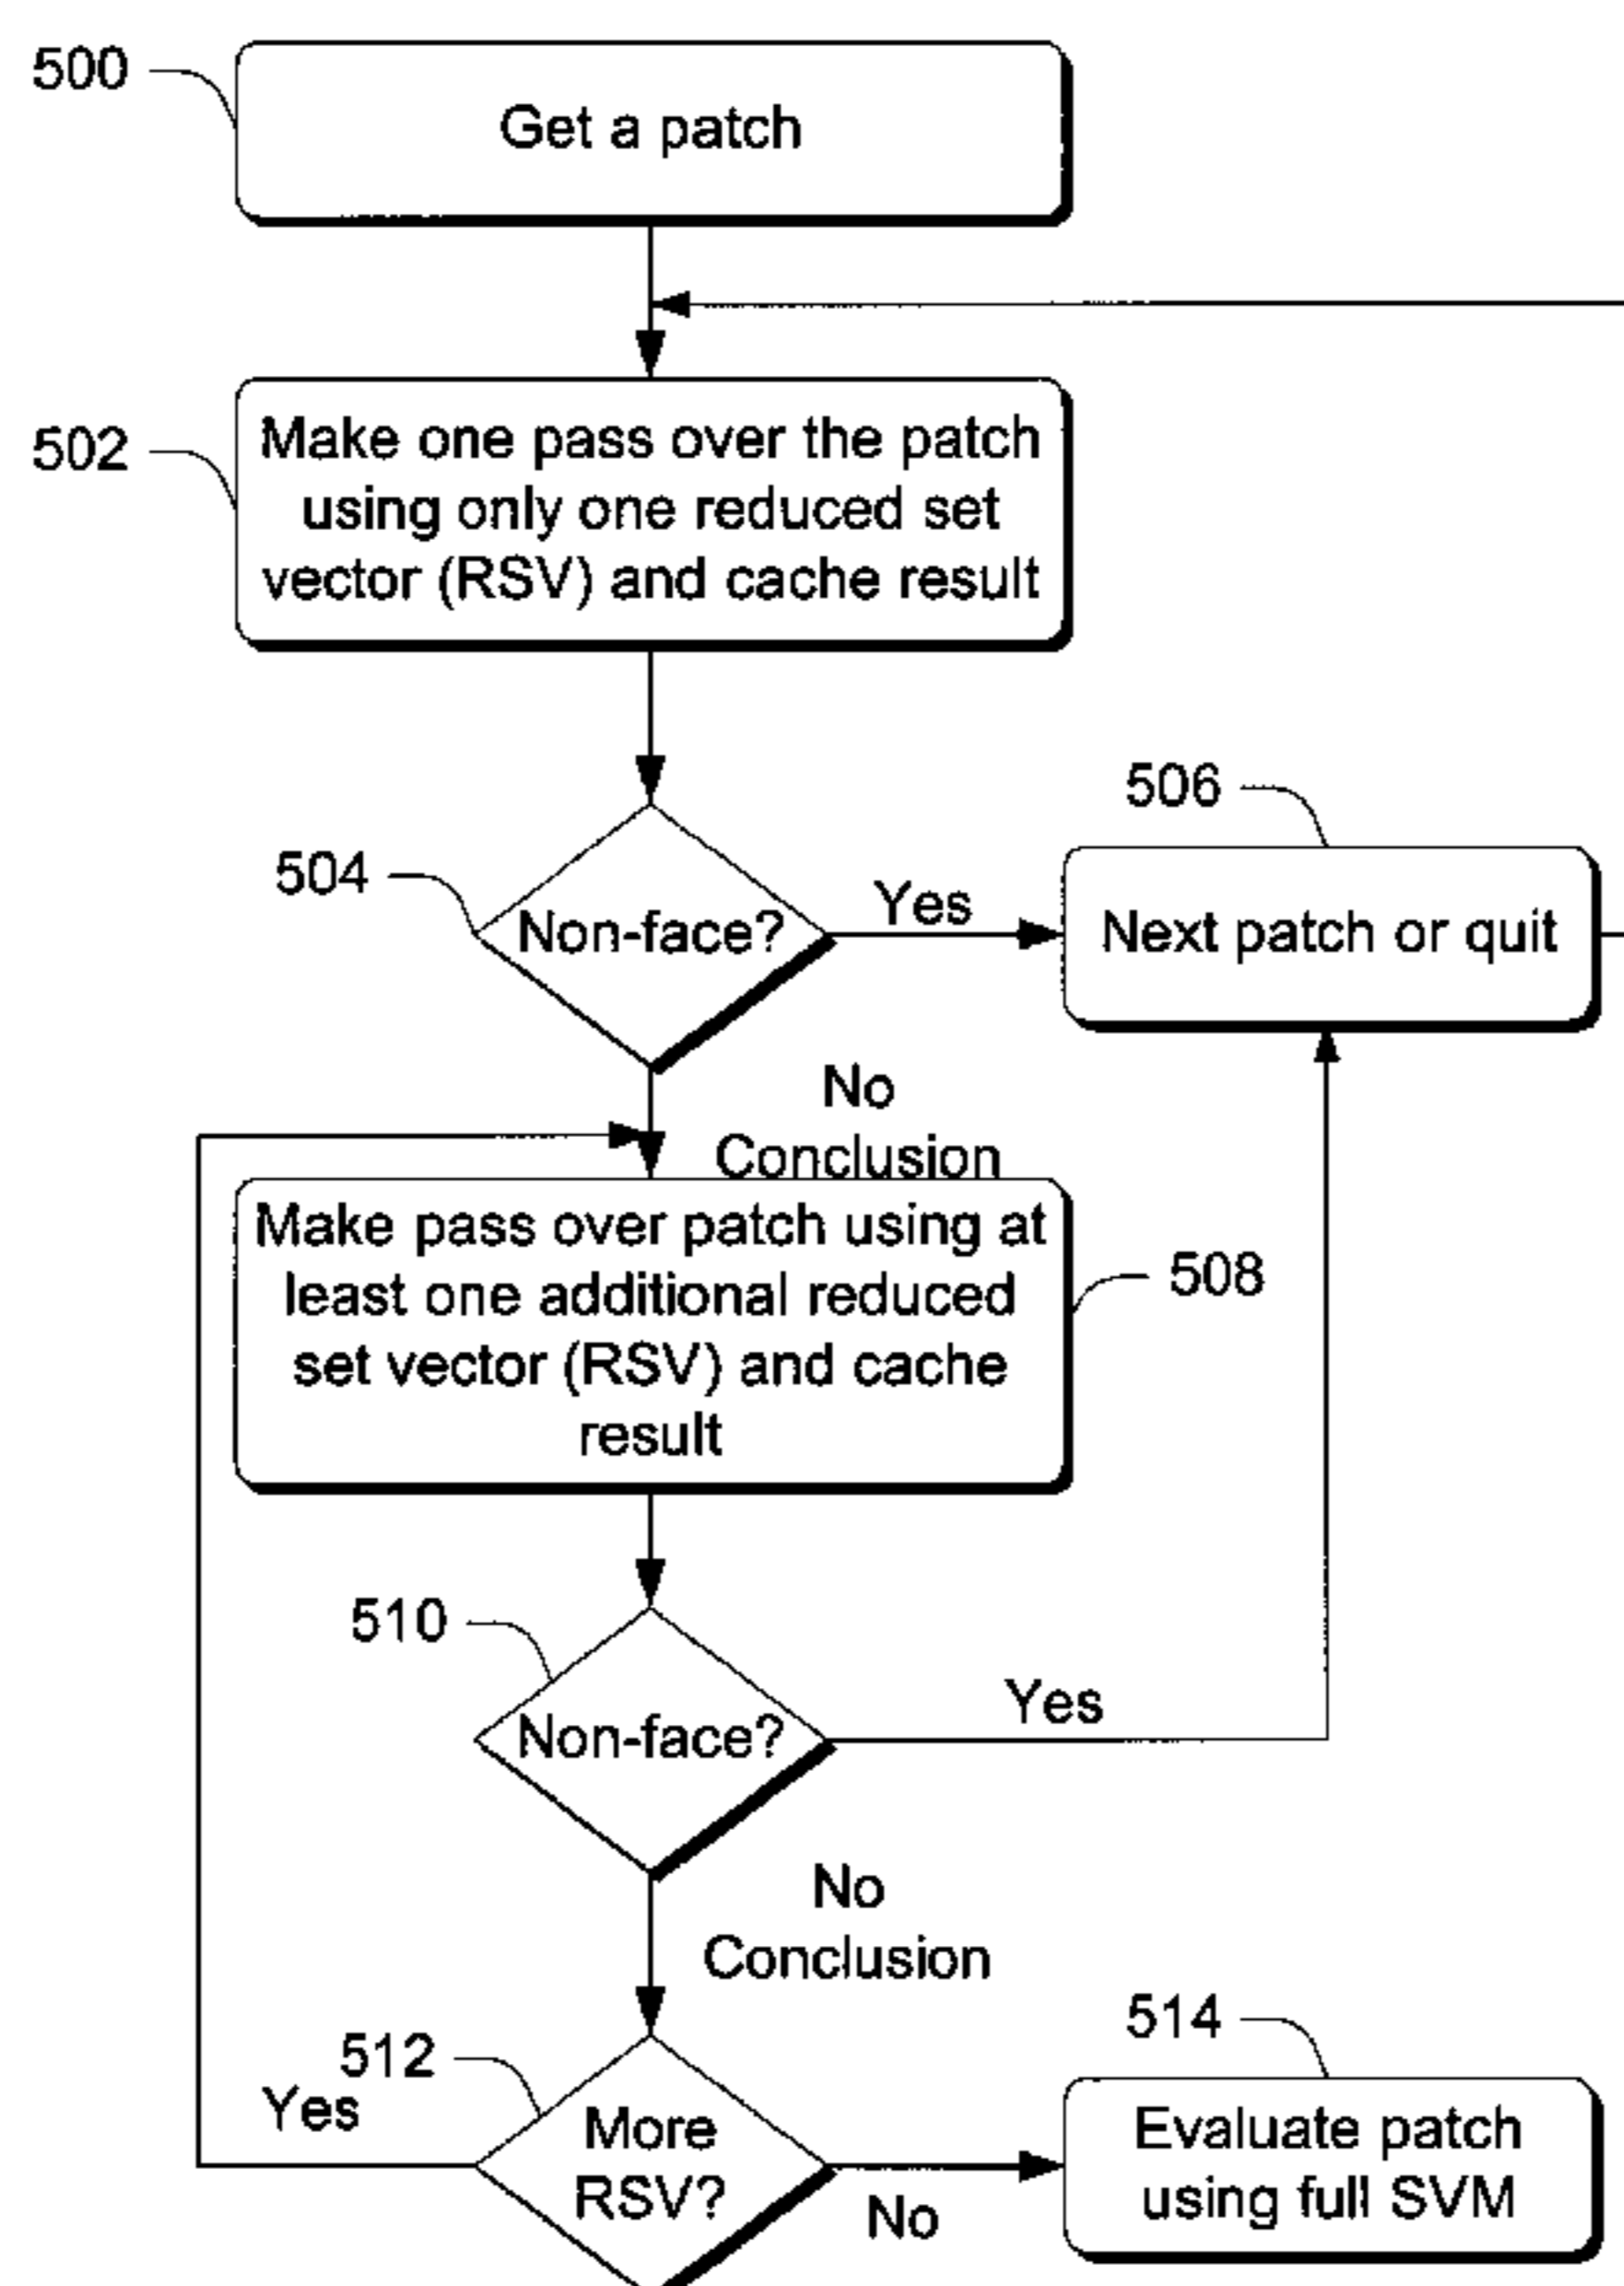 500
Get a patch
502
Make one pass over the patch
using only one reduced set
vector (RSV) and cache result
504
Non-face?
Yes
506
Next patch or quit
No
Conclusion
Make pass over patch using at
least one additional reduced
set vector (RSV) and cache
result
508
510
Non-face?
Yes
No
Conclusion
512
Yes
More
RSV?
No
514
Evaluate patch
using full SVM